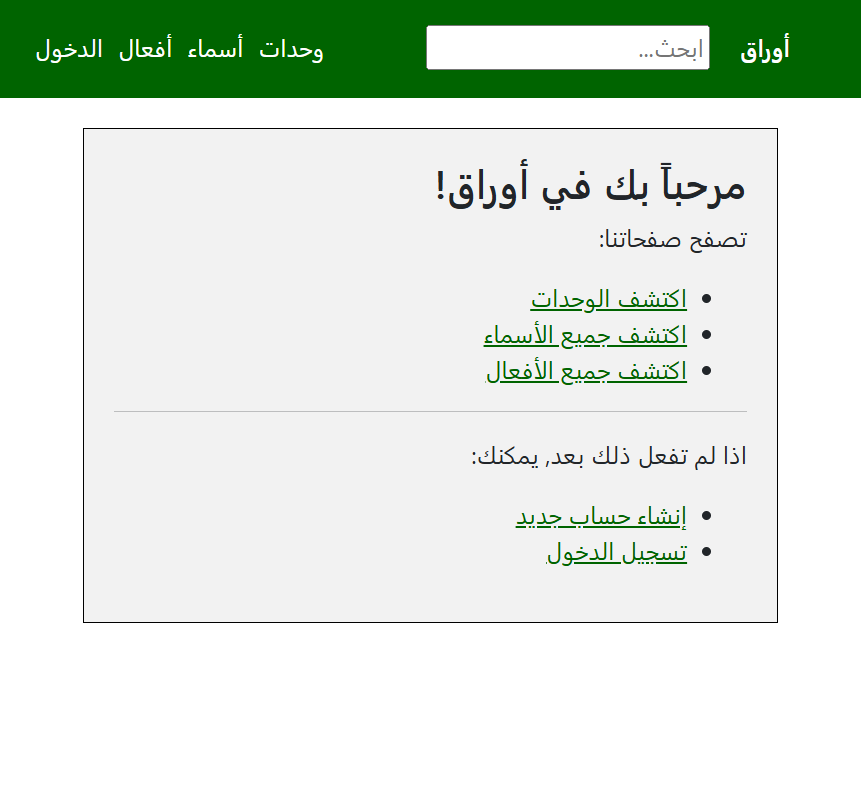 أوراق
ابحث...
وحدات أسماء أفعال الدخول
مرحباً بك في أوراق!
تصفح صفحاتنا:
اكتشف الوحدات
اكتشف جميع الأسماء
اكتشف جميع الأفعال
اذا لم تفعل ذلك بعد, يمكنك:
إنشاء حساب جديد
تسجيل الدخول